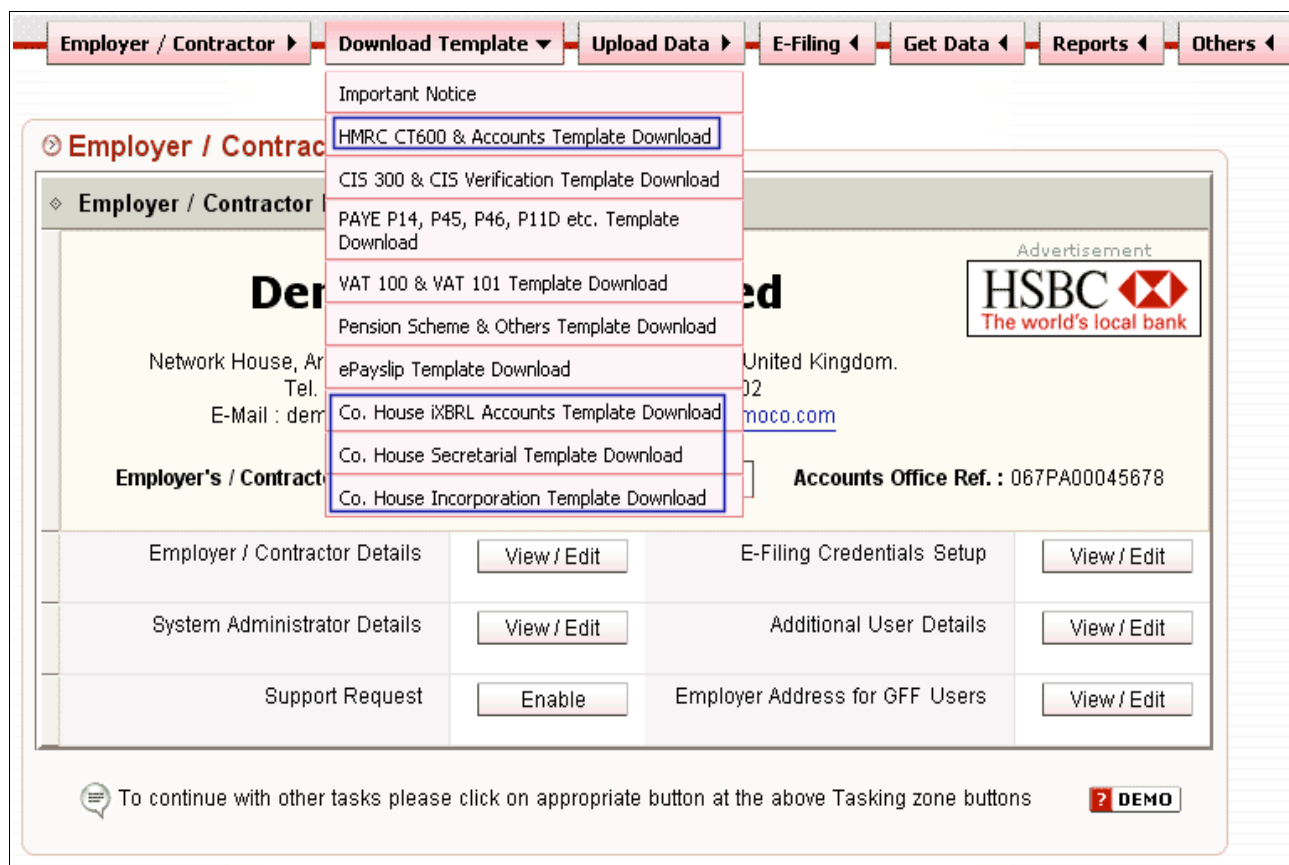 Employer / Contractor Download Template Upload Data E-Filing Get Data Reports Others
Important Notice
HMRC CT600 & Accounts Template Download
CIS 300 & CIS Verification Template Download
PAYE P14, P45, P46, P11D etc. Template
Download
VAT 100 & VAT 101 Template Download
Pension Scheme & Others Template Download
ePayslip Template Download
Co. House iXBRL Accounts Template Download
Co. House Secretarial Template Download
Co. House Incorporation Template Download
Employer / Contrac
Employer / Contractor
Advertisement
HSBC
The world's local bank
Der ed
Network House, Ar United Kingdom.
Tel. 02
E-Mail : dem moco.com
Employer's / Contract Accounts Office Ref. : 067PA00045678
Employer / Contractor Details View / Edit E-Filing Credentials Setup View / Edit
System Administrator Details View / Edit Additional User Details View / Edit
Support Request Enable Employer Address for GFF Users View / Edit
To continue with other tasks please click on appropriate button at the above Tasking zone buttons ? DEMO